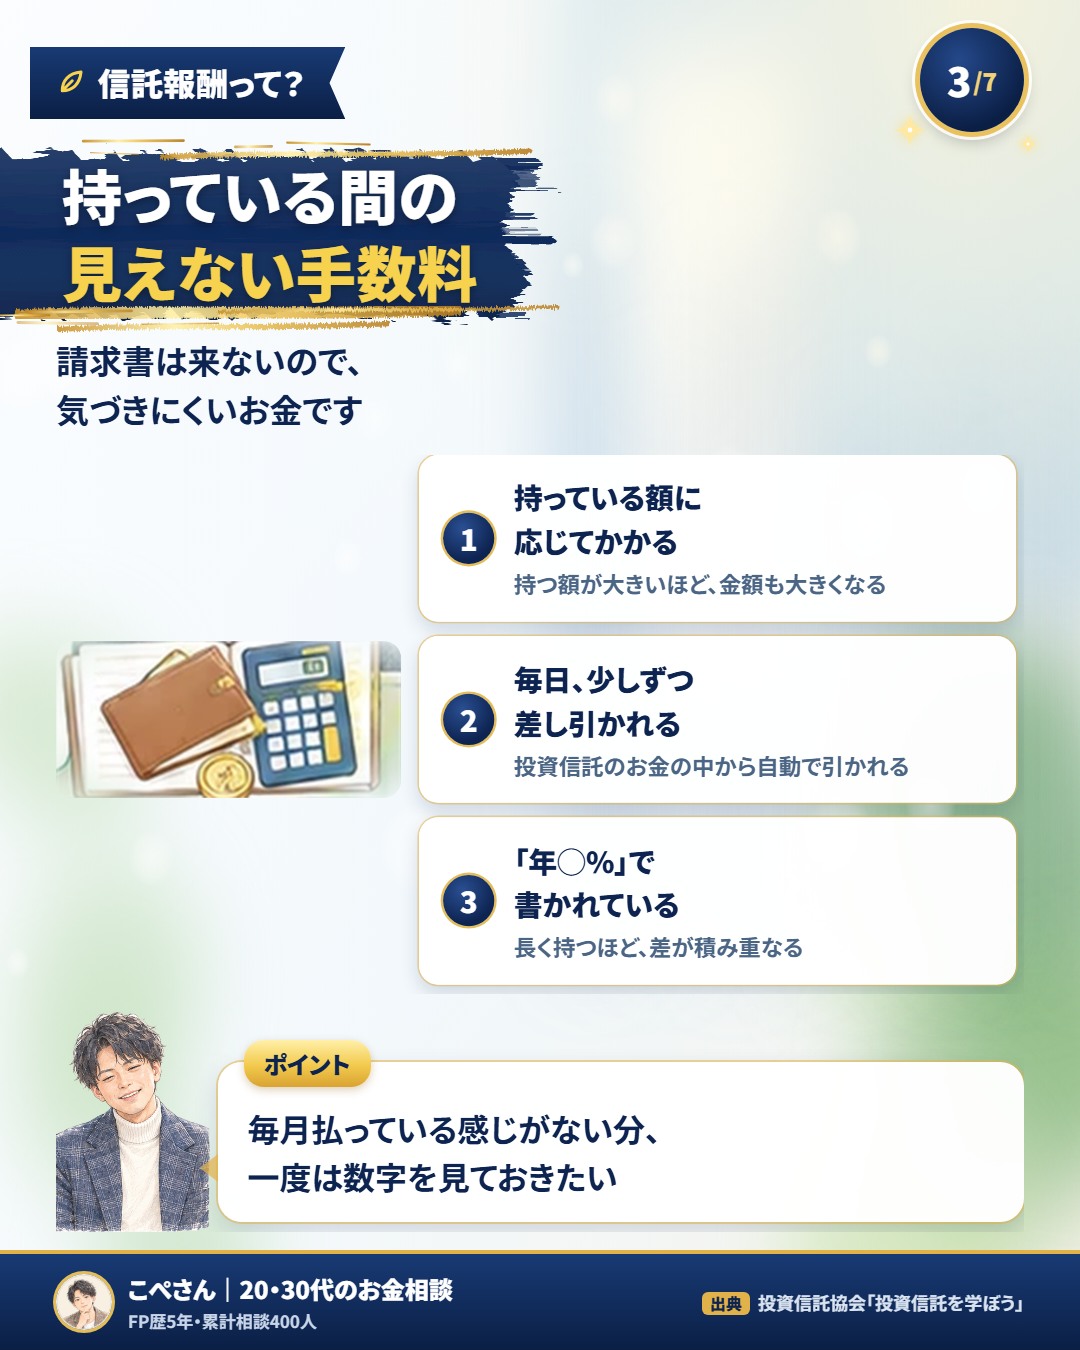 信託報酬って?
3/7
持っている間の
見えない手数料
請求書は来ないので、
気づきにくいお金です
1
持っている額に
応じてかかる
持つ額が大きいほど、金額も大きくなる
2
毎日、少しずつ
差し引かれる
投資信託のお金の中から自動で引かれる
3
「年◯%」で
書かれている
長く持つほど、差が積み重なる
ポイント
毎月払っている感じがない分、
一度は数字を見ておきたい
こぺさん｜20・30代のお金相談
FP歴5年・累計相談400人
出典 投資信託協会「投資信託を学ぼう」